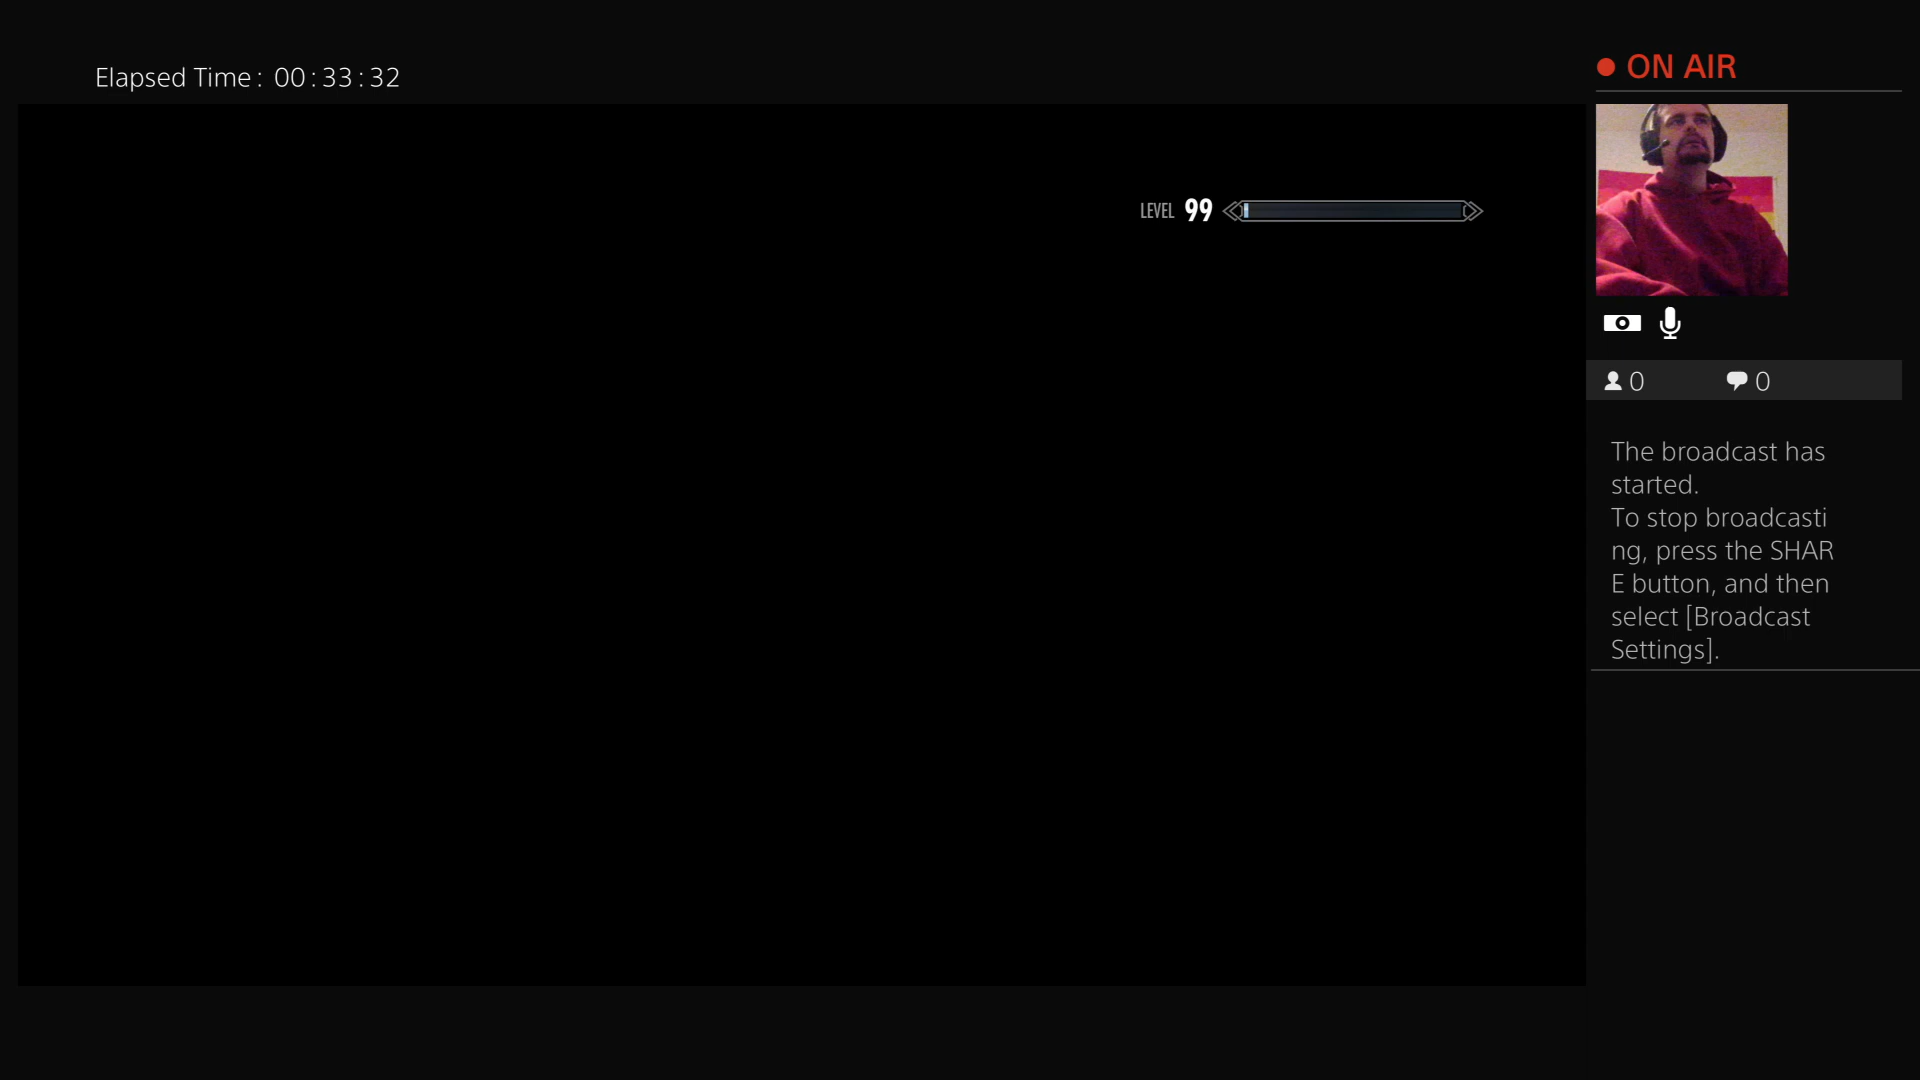 Elapsed Time: 00:33:32
ON AIR
LEVEL 99
0 0
The broadcast has
started.
To stop broadcasti
ng, press the SHAR
E button, and then
select [Broadcast
Settings].